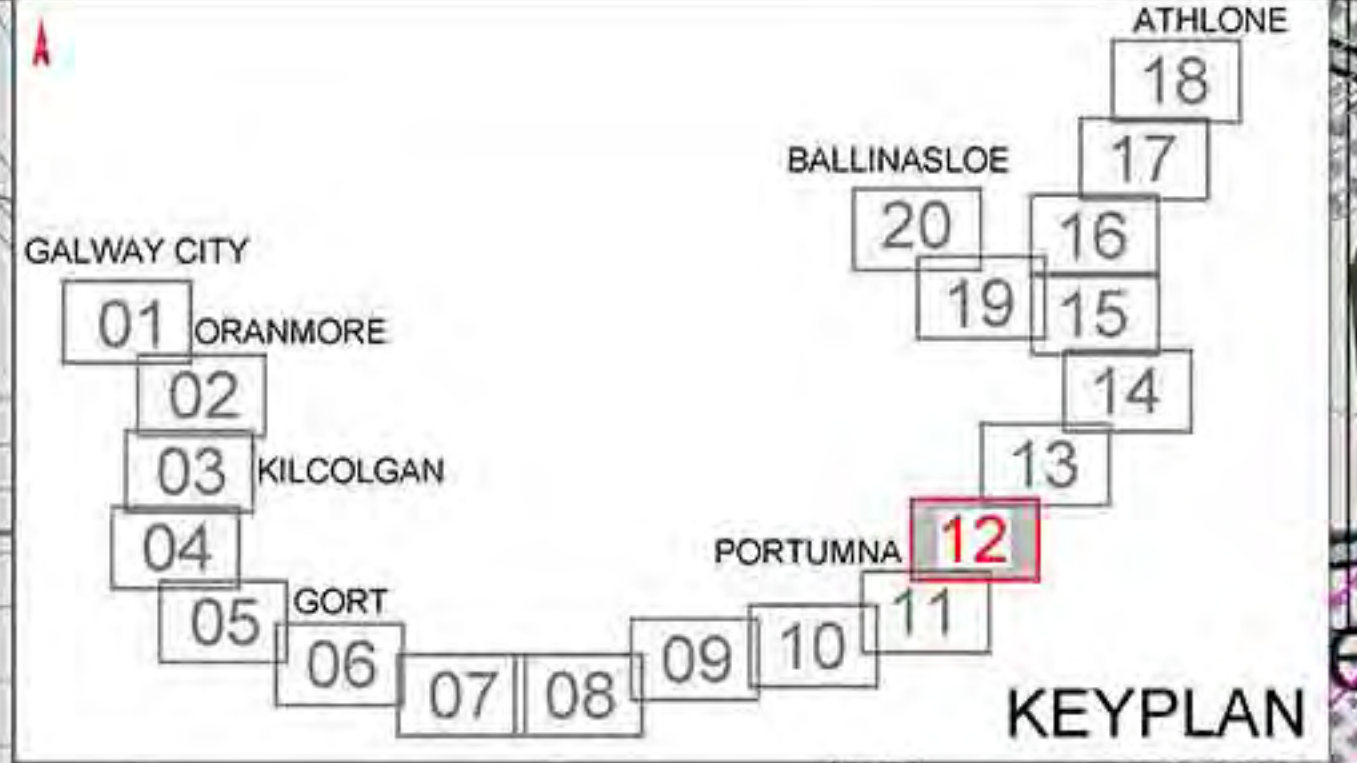 ATHLONE
18
17
BALLINASLOE
20
16
GALWAY CITY
19
15
01
ORANMORE
14
02
13
03
KILCOLGAN
12
04
PORTUMNA
11
05
GORT
10
06
09
07
08
KEYPLAN